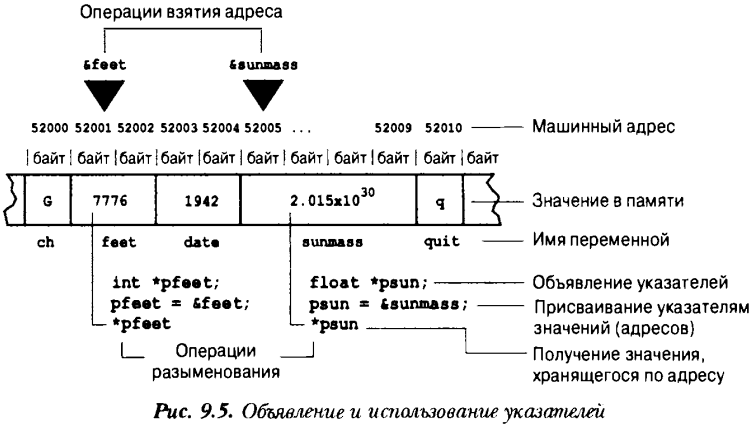 Операции взятия адреса
&feet &sunmass
52000 52001 52002 52003 52004 52005 ... 52009 52010 Машинный адрес
байт байт байт байт байт байт байт байт байт байт байт
G 7776 1942 2.015x10³⁰ q Значение в памяти
ch feet date sunmass quit Имя переменной
int *pfeet; float *psun; Объявление указателей
pfeet = &feet; psun = &sunmass; Присваивание указателям
значений (адресов)
*pfeet *psun
Операции
разыменования
Получение значения,
хранящегося по адресу
Рис. 9.5. Объявление и использование указателей